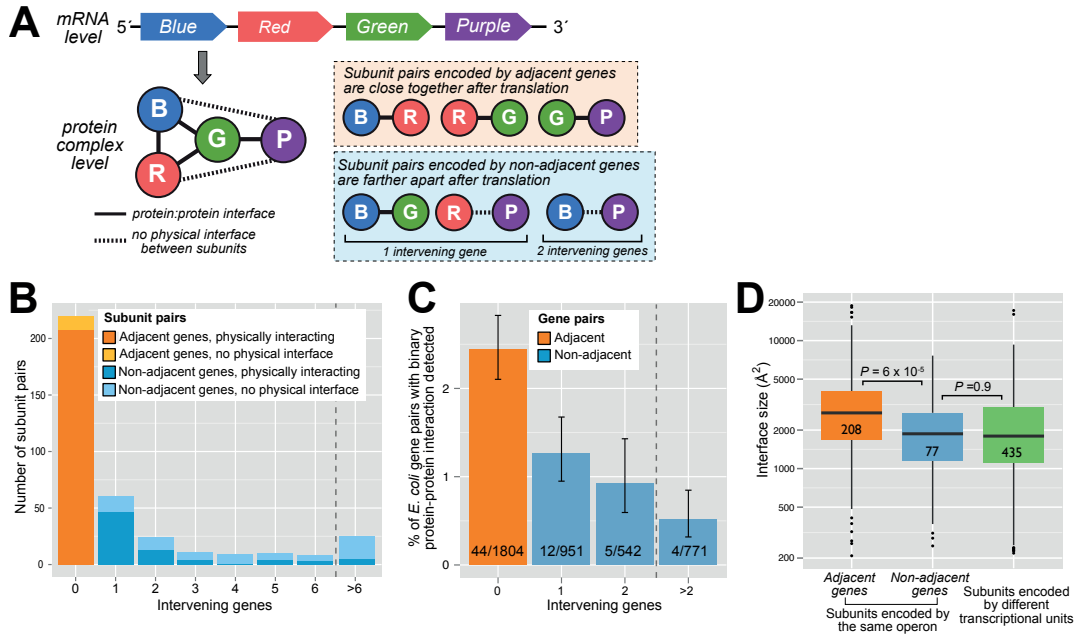 A
mRNA
level
5´ Blue Red Green Purple 3´
protein
complex
level
B
R
G
P
protein:protein interface
no physical interface
between subunits
Subunit pairs encoded by adjacent genes
are close together after translation
B R R G G P
Subunit pairs encoded by non-adjacent genes
are farther apart after translation
B G R P B P
1 intervening gene
2 intervening genes
B
Number of subunit pairs
200
150
100
50
0
Subunit pairs
Adjacent genes, physically interacting
Adjacent genes, no physical interface
Non-adjacent genes, physically interacting
Non-adjacent genes, no physical interface
0 1 2 3 4 5 6 >6
Intervening genes
C
% of E. coli gene pairs with binary
protein-protein interaction detected
2
1
0
Gene pairs
Adjacent
Non-adjacent
44/1804 12/951 5/542 4/771
0 1 2 >2
Intervening genes
D
Interface size (Å²)
20000
10000
5000
2000
1000
500
200
P = 6 x 10⁻⁵
P =0.9
208
77
435
Adjacent
genes
Non-adjacent
genes
Subunits encoded by
the same operon
Subunits encoded
by different
transcriptional units